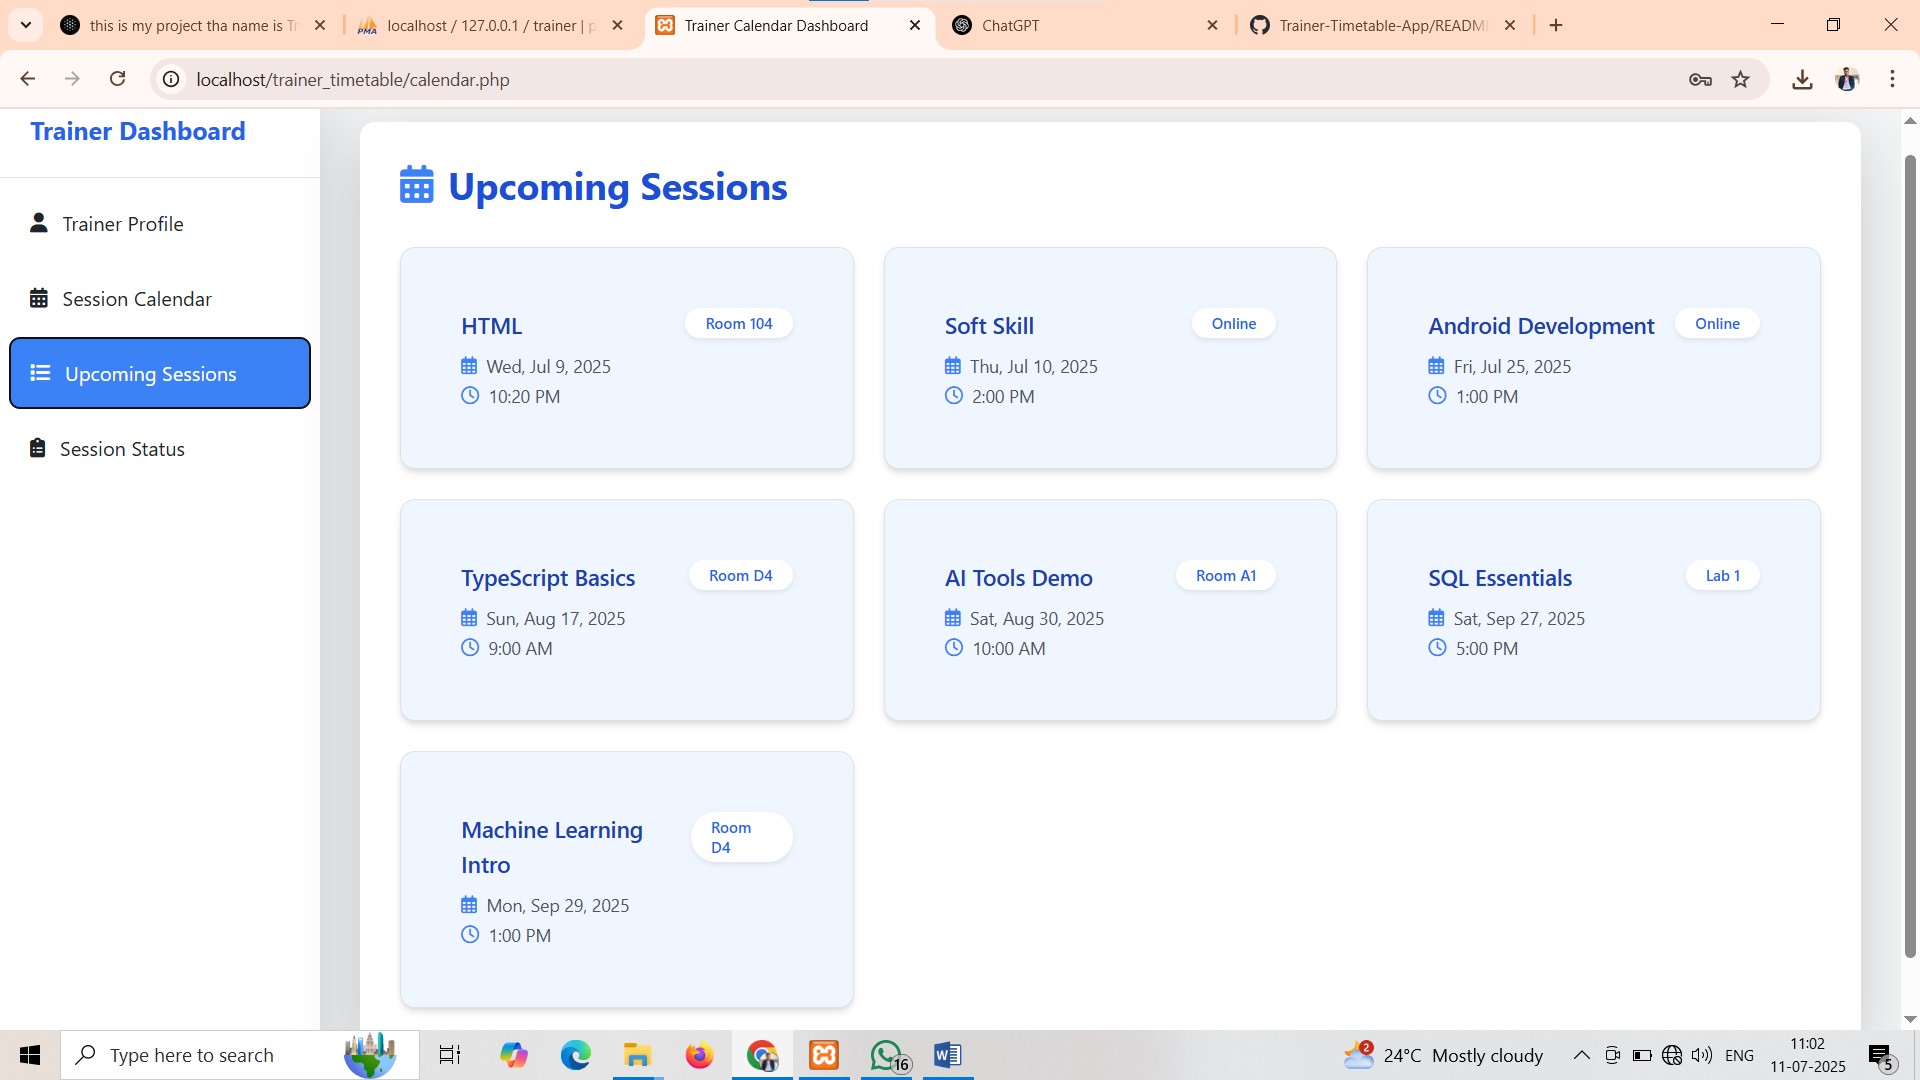 this is my project tha name is Tr
localhost / 127.0.0.1 / trainer | p
Trainer Calendar Dashboard
ChatGPT
Trainer-Timetable-App/README
localhost/trainer_timetable/calendar.php
Trainer Dashboard
Trainer Profile
Session Calendar
Upcoming Sessions
Session Status
Upcoming Sessions
HTML
Room 104
Wed, Jul 9, 2025
10:20 PM
Soft Skill
Online
Thu, Jul 10, 2025
2:00 PM
Android Development
Online
Fri, Jul 25, 2025
1:00 PM
TypeScript Basics
Room D4
Sun, Aug 17, 2025
9:00 AM
AI Tools Demo
Room A1
Sat, Aug 30, 2025
10:00 AM
SQL Essentials
Lab 1
Sat, Sep 27, 2025
5:00 PM
Machine Learning
Intro
Room
D4
Mon, Sep 29, 2025
1:00 PM
Type here to search
16
2
24°C Mostly cloudy
ENG
11:02
11-07-2025
5